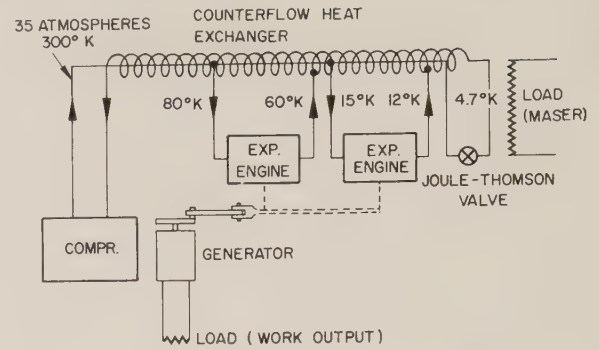 35 ATMOSPHERES
300° K
COUNTERFLOW HEAT
EXCHANGER
80°K
60°K
15°K
12°K
4.7°K
LOAD
(MASER)
EXP.
ENGINE
EXP.
ENGINE
JOULE-THOMSON
VALVE
COMPR.
GENERATOR
LOAD (WORK OUTPUT)